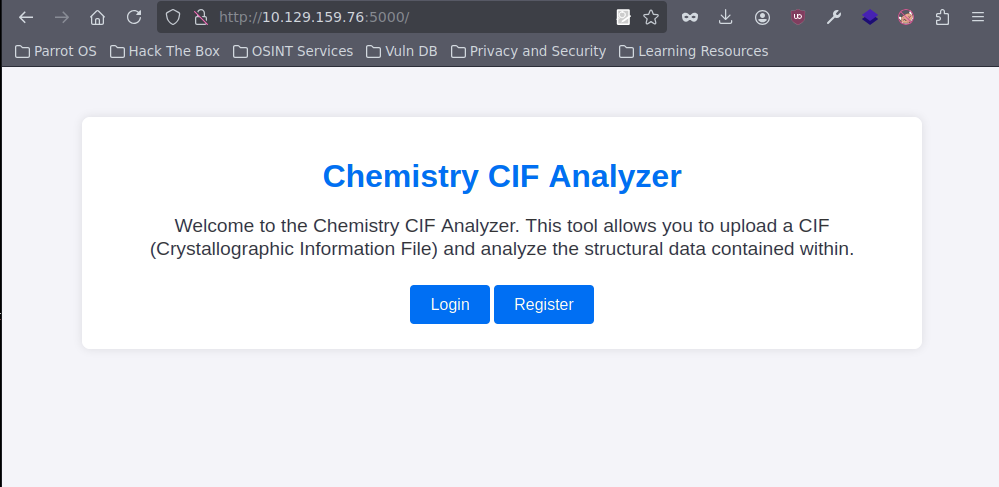 http://10.129.159.76:5000/
Parrot OS Hack The Box OSINT Services Vuln DB Privacy and Security Learning Resources
Chemistry CIF Analyzer
Welcome to the Chemistry CIF Analyzer. This tool allows you to upload a CIF
(Crystallographic Information File) and analyze the structural data contained within.
Login Register